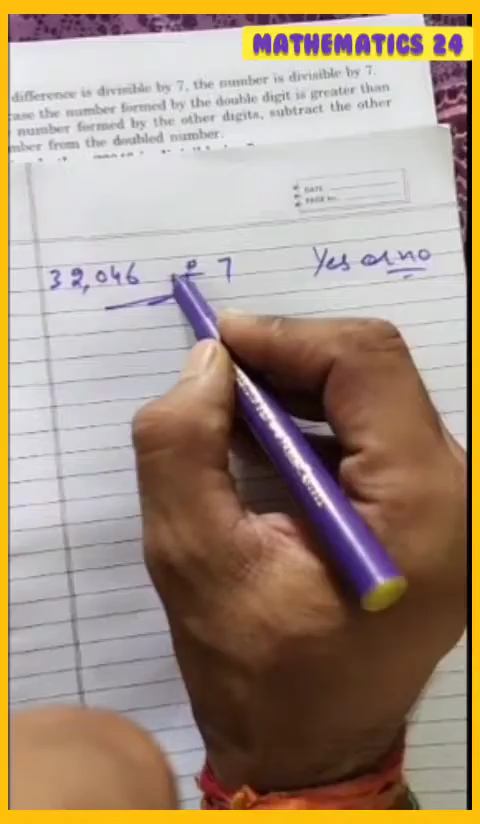 MATHEMATICS 24
difference is divisible by 7, the number is divisible by 7.
case the number formed by the double digit is greater than
number formed by the other digits, subtract the other
mber from the doubled number.
DATE
PAGE No.
32,046 ÷ 7 Yes or no